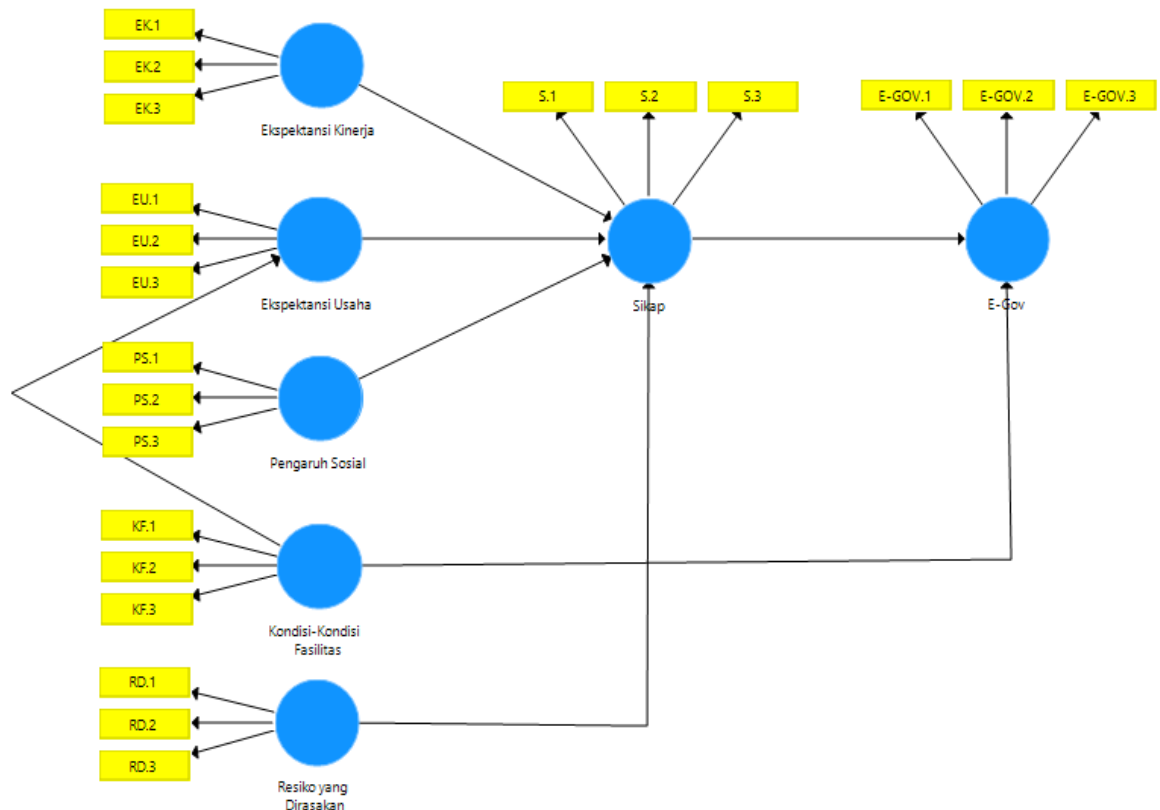 EK.1
EK.2
EK.3
Ekspektansi Kinerja
S.1
S.2
S.3
E-GOV.1
E-GOV.2
E-GOV.3
EU.1
EU.2
EU.3
Ekspektansi Usaha
Sikap
E-Gov
PS.1
PS.2
PS.3
Pengaruh Sosial
KF.1
KF.2
KF.3
Kondisi-Kondisi
Fasilitas
RD.1
RD.2
RD.3
Resiko yang
Dirasakan